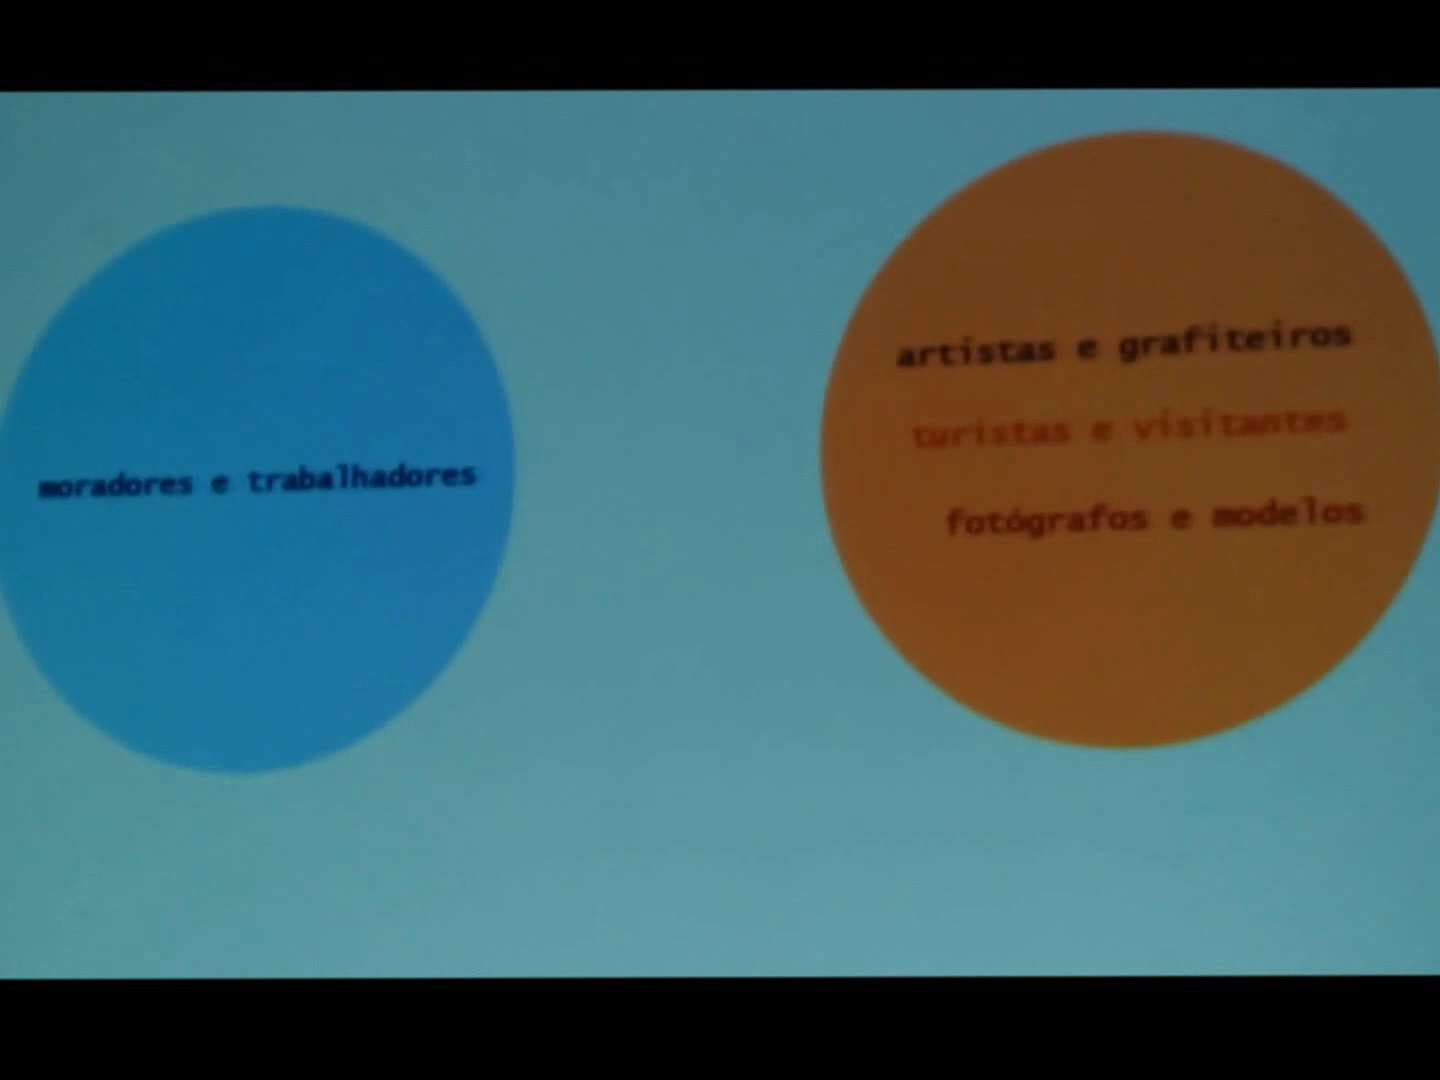 moradores e trabalhadores
artistas e grafiteiros
turistas e visitantes
fotógrafos e modelos